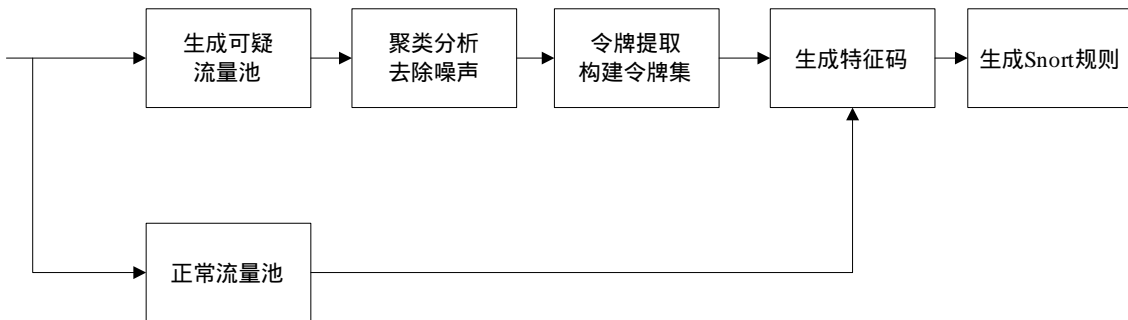 生成可疑
流量池
聚类分析
去除噪声
令牌提取
构建令牌集
生成特征码
生成Snort规则
正常流量池